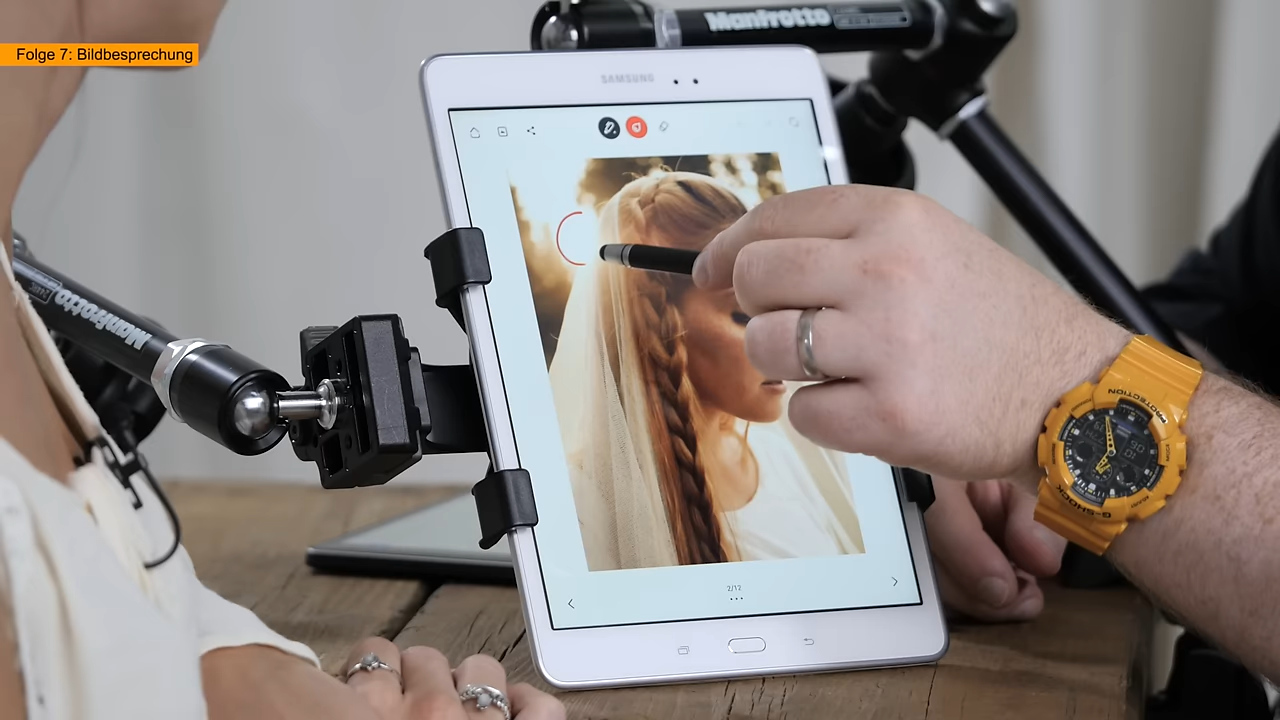 Folge 7: Bildbesprechung
Manfrotto
SAMSUNG
Manfrotto
PROTECTION
G-SHOCK
2/12